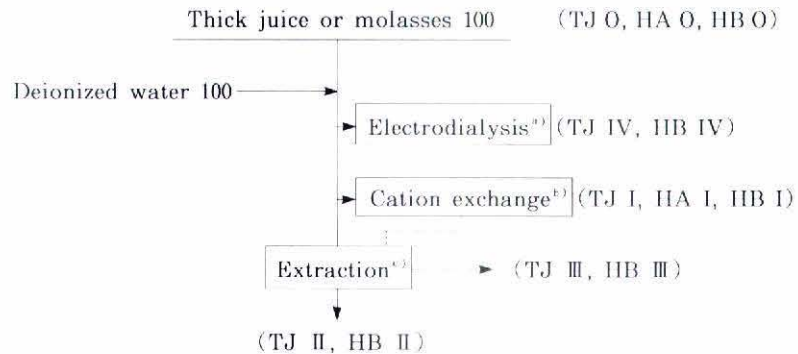 Thick juice or molasses 100 (TJ O, HA O, HB O)
Deionized water 100
Electrodialysis a) (TJ IV, HB IV)
Cation exchange b) (TJ I, HA I, HB I)
Extraction c) (TJ III, HB III)
(TJ II, HB II)